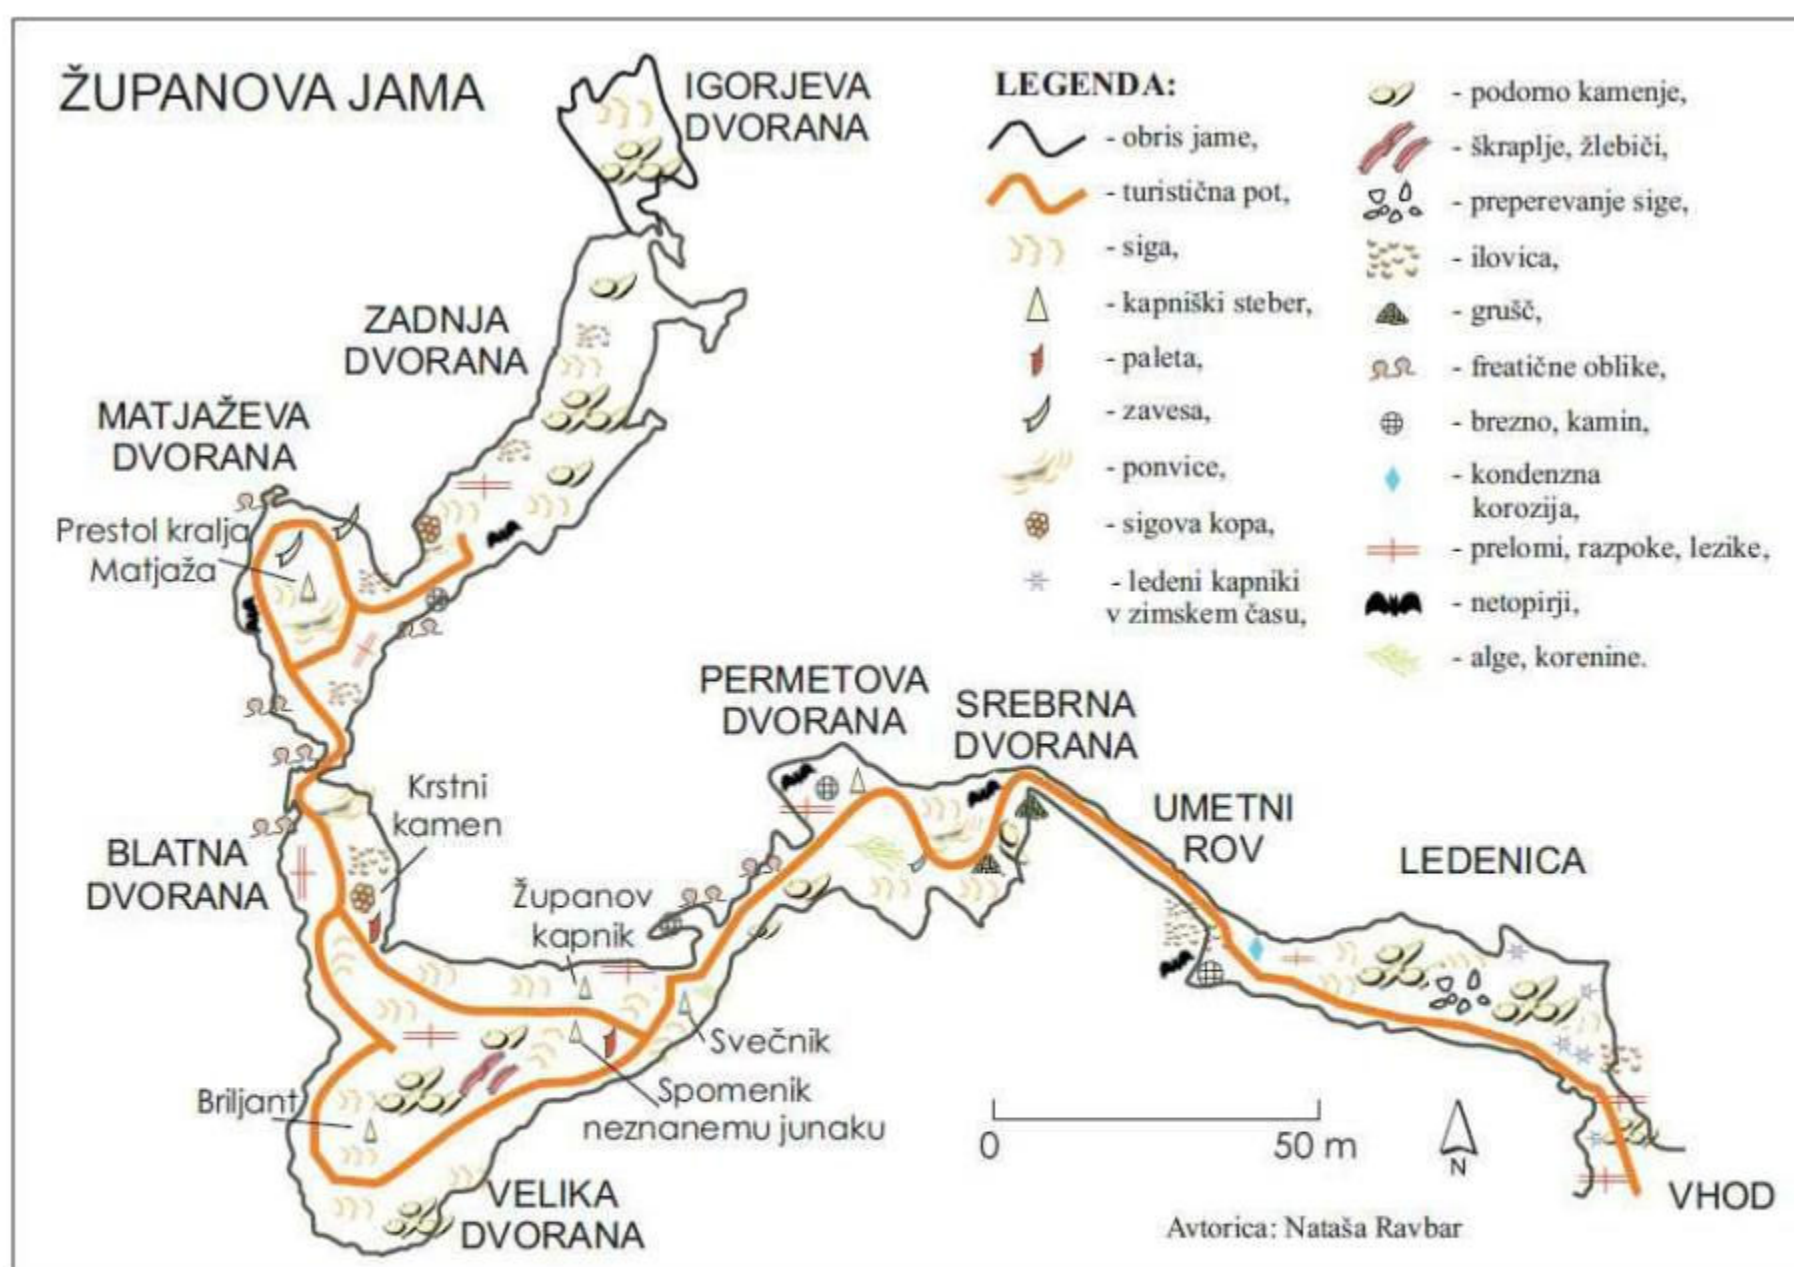 ŽUPANOVA JAMA
IGORJEVA
DVORANA
ZADNJA
DVORANA
MATJAŽEVA
DVORANA
Prestol kralja
Matjaža
BLATNA
DVORANA
Krstni
kamen
Županov
kapnik
Briljant
Svečnik
Spomenik
neznanemu junaku
VELIKA
DVORANA
PERMETOVA
DVORANA
SREBRNA
DVORANA
UMETNI
ROV
LEDENICA
VHOD
LEGENDA:
- obris jame,
- turistična pot,
- siga,
- kapniški steber,
- paleta,
- zavesa,
- ponvice,
- sigova kopa,
- ledeni kapniki
v zimskem času,
- podorno kamenje,
- škraplje, žlebiči,
- preperevanje sige,
- ilovica,
- grušč,
- freatične oblike,
- brezno, kamin,
- kondenzna
korozija,
- prelomi, razpoke, lezike,
- netopirji,
- alge, korenine.
0 50 m
N
Avtorica: Nataša Ravbar